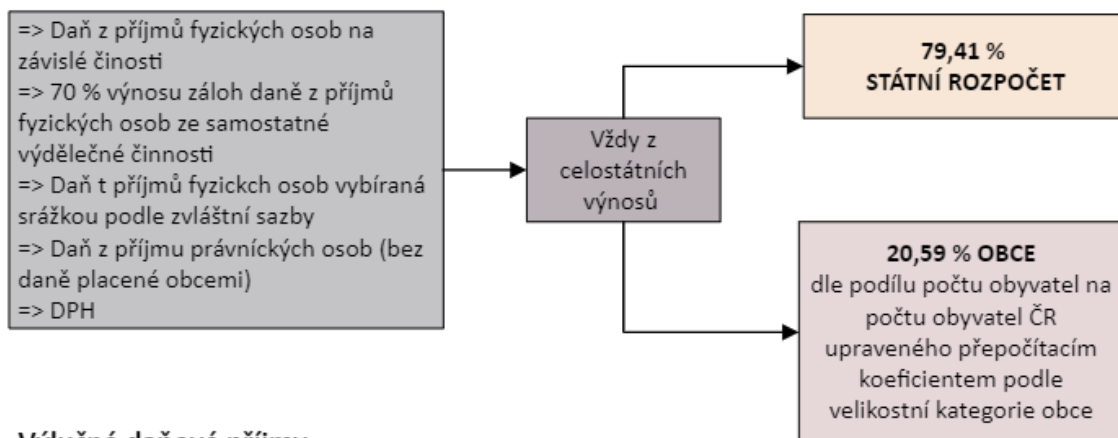 => Daň z příjmů fyzických osob na
závislé činosti
=> 70 % výnosu záloh daně z příjmů
fyzických osob ze samostatné
výdělečné činnosti
=> Daň t příjmů fyzickch osob vybíraná
srážkou podle zvláštní sazby
=> Daň z příjmu právníckých osob (bez
daně placené obcemi)
=> DPH
Vždy z
celostátních
výnosů
79,41 %
STÁTNÍ ROZPOČET
20,59 % OBCE
dle podílu počtu obyvatel na
počtu obyvatel ČR
upraveného přepočítacím
koeficientem podle
velikostní kategorie obce
Výlučné daňové příjmy